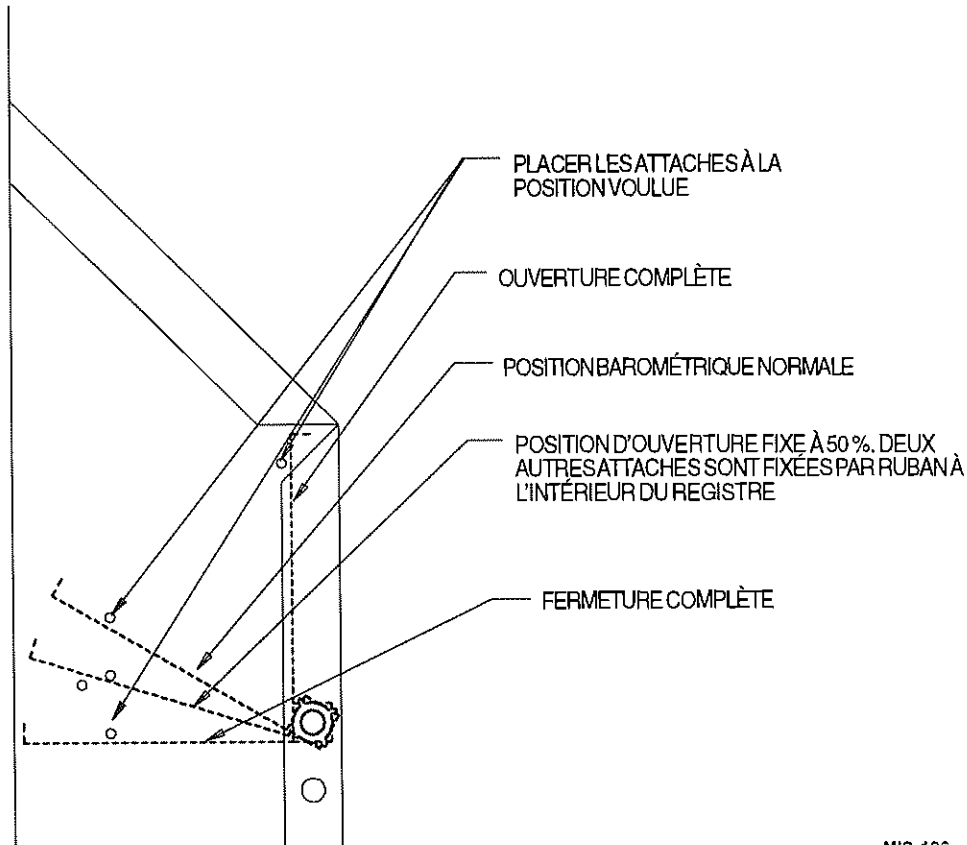 PLACER LES ATTACHES À LA
POSITION VOULUE
OUVERTURE COMPLÈTE
POSITION BAROMÉTRIQUE NORMALE
POSITION D'OUVERTURE FIXE À 50 %. DEUX
AUTRES ATTACHES SONT FIXÉES PAR RUBAN À
L'INTÉRIEUR DU REGISTRE
FERMETURE COMPLÈTE